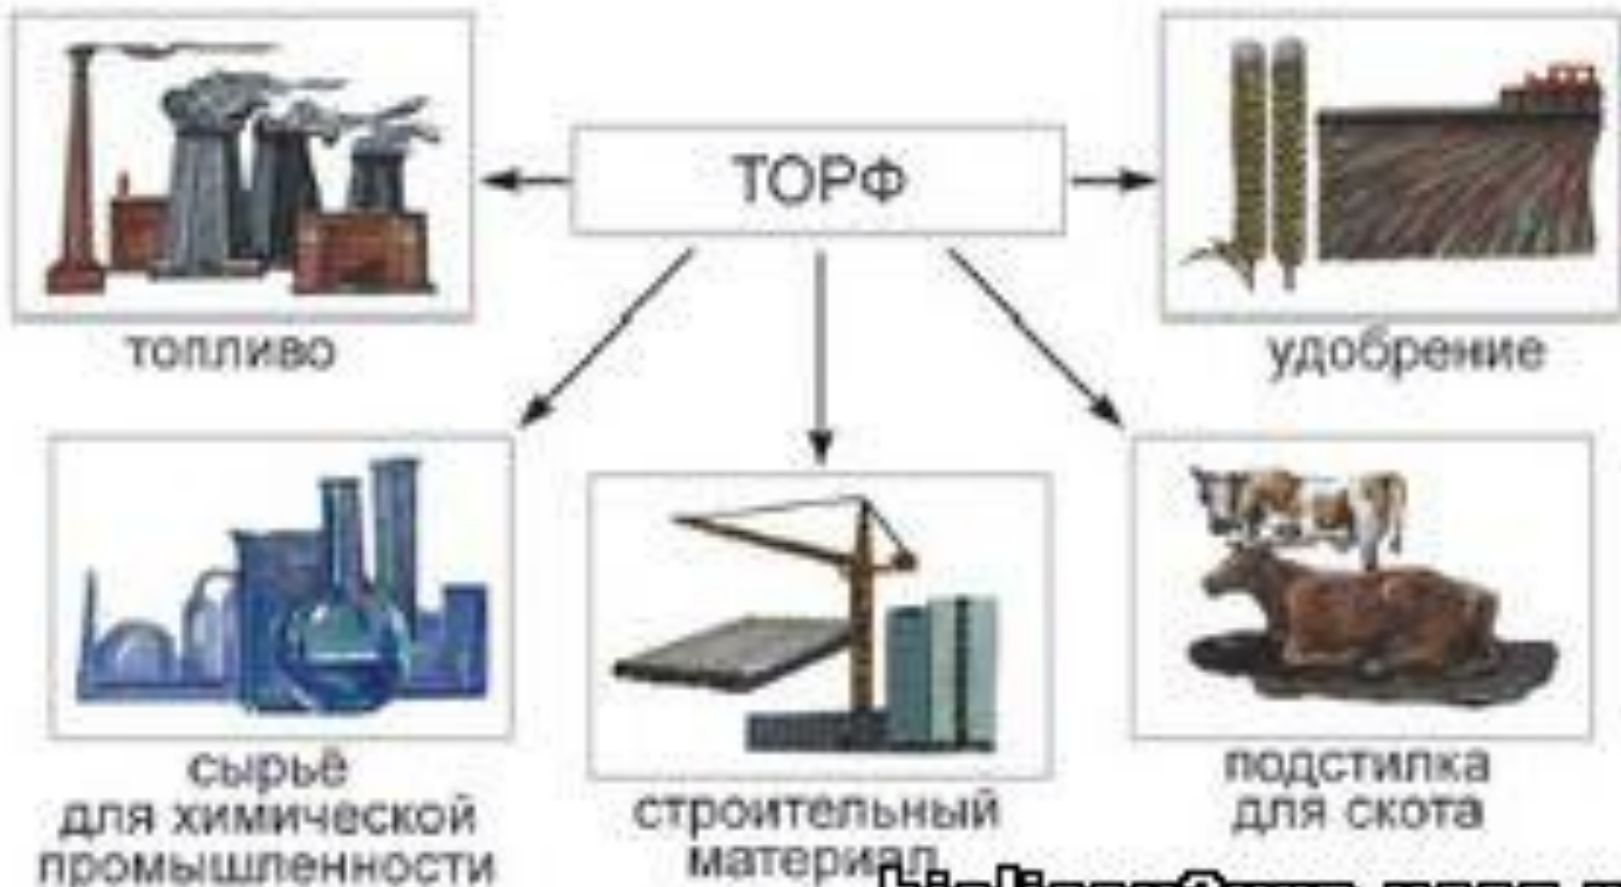 ТОРФ
топливо
удобрение
сырьё
для химической
промышленности
строительный
материал
подстилка
для скота